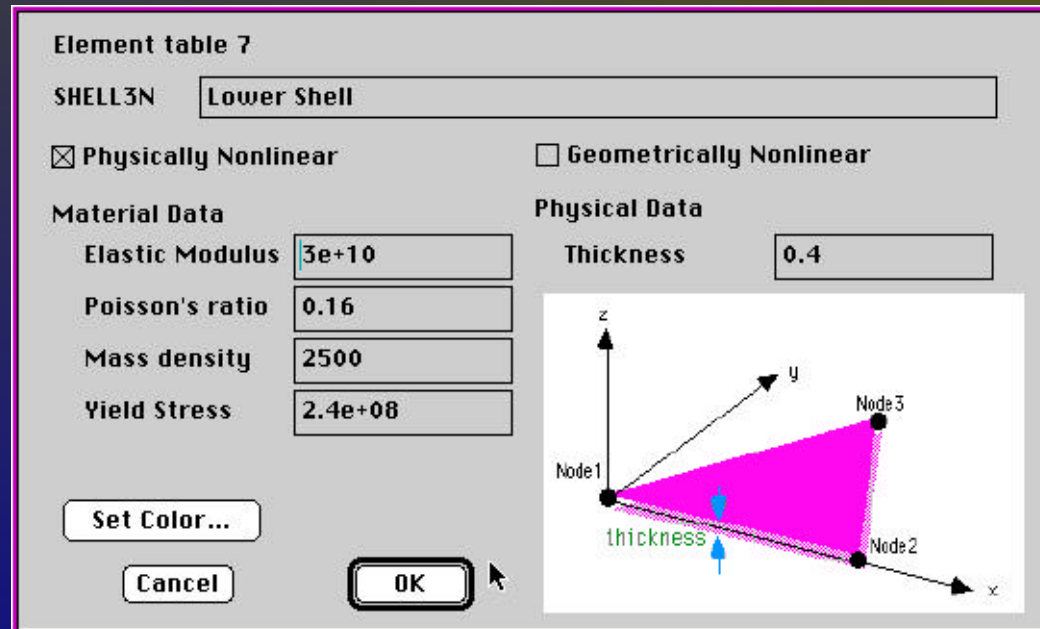 Element table 7
SHELL3N Lower Shell
Physically Nonlinear
Geometrically Nonlinear
Material Data
Elastic Modulus 3e+10
Poisson's ratio 0.16
Mass density 2500
Yield Stress 2.4e+08
Physical Data
Thickness 0.4
z
y
Node3
Node1
thickness
Node2
x
Set Color...
Cancel
OK